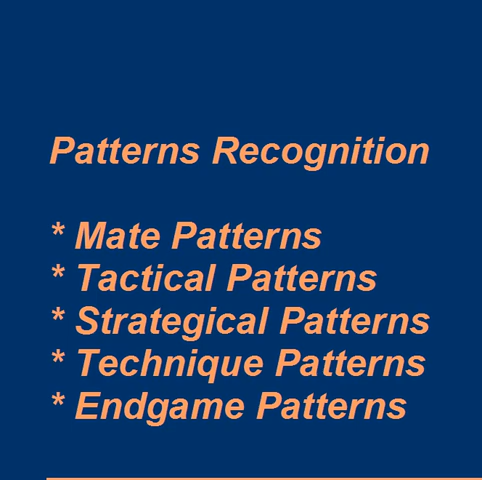 Patterns Recognition
* Mate Patterns
* Tactical Patterns
* Strategical Patterns
* Technique Patterns
* Endgame Patterns